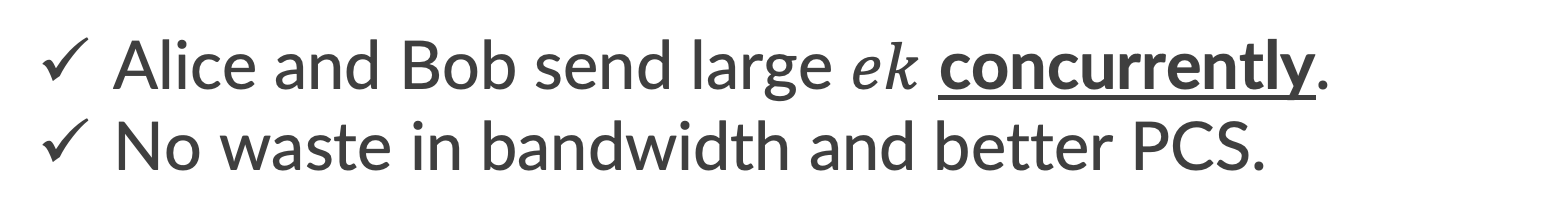 ✓ Alice and Bob send large ek concurrently.
✓ No waste in bandwidth and better PCS.